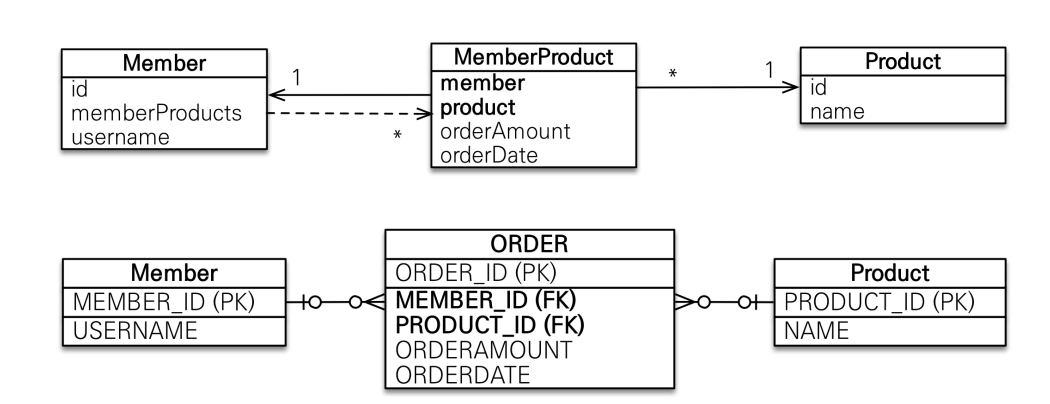 Member
id
memberProducts
username
1
*
MemberProduct
member
product
orderAmount
orderDate
*
1
Product
id
name
Member
MEMBER_ID (PK)
USERNAME
ORDER
ORDER_ID (PK)
MEMBER_ID (FK)
PRODUCT_ID (FK)
ORDERAMOUNT
ORDERDATE
Product
PRODUCT_ID (PK)
NAME